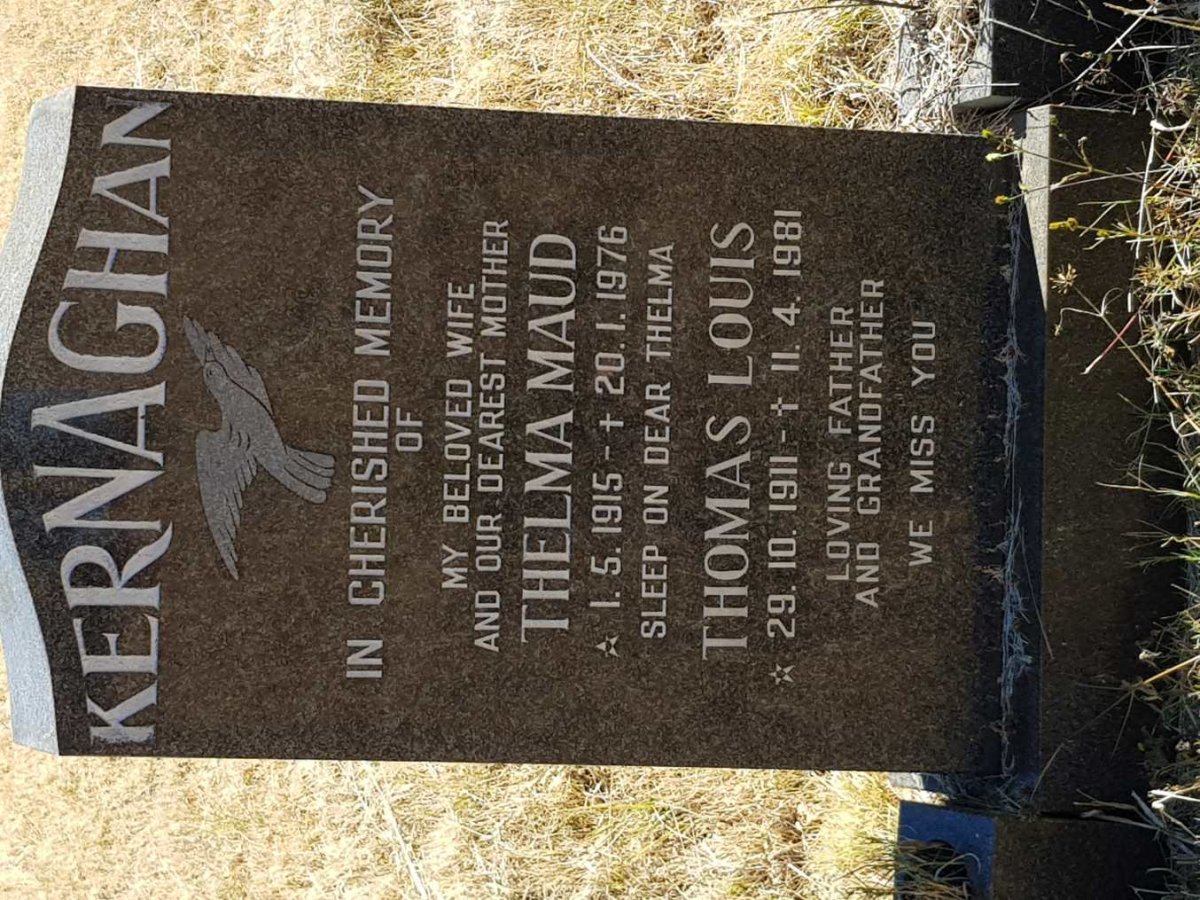 KERNAGHAN
IN CHERISHED MEMORY
OF
MY BELOVED WIFE
AND OUR DEAREST MOTHER
THELMA MAUD
★ 1. 5. 1915 - † 20. 1. 1976
SLEEP ON DEAR THELMA
THOMAS LOUIS
★ 29. 10. 1911 - † 11. 4. 1981
LOVING FATHER
AND GRANDFATHER
WE MISS YOU